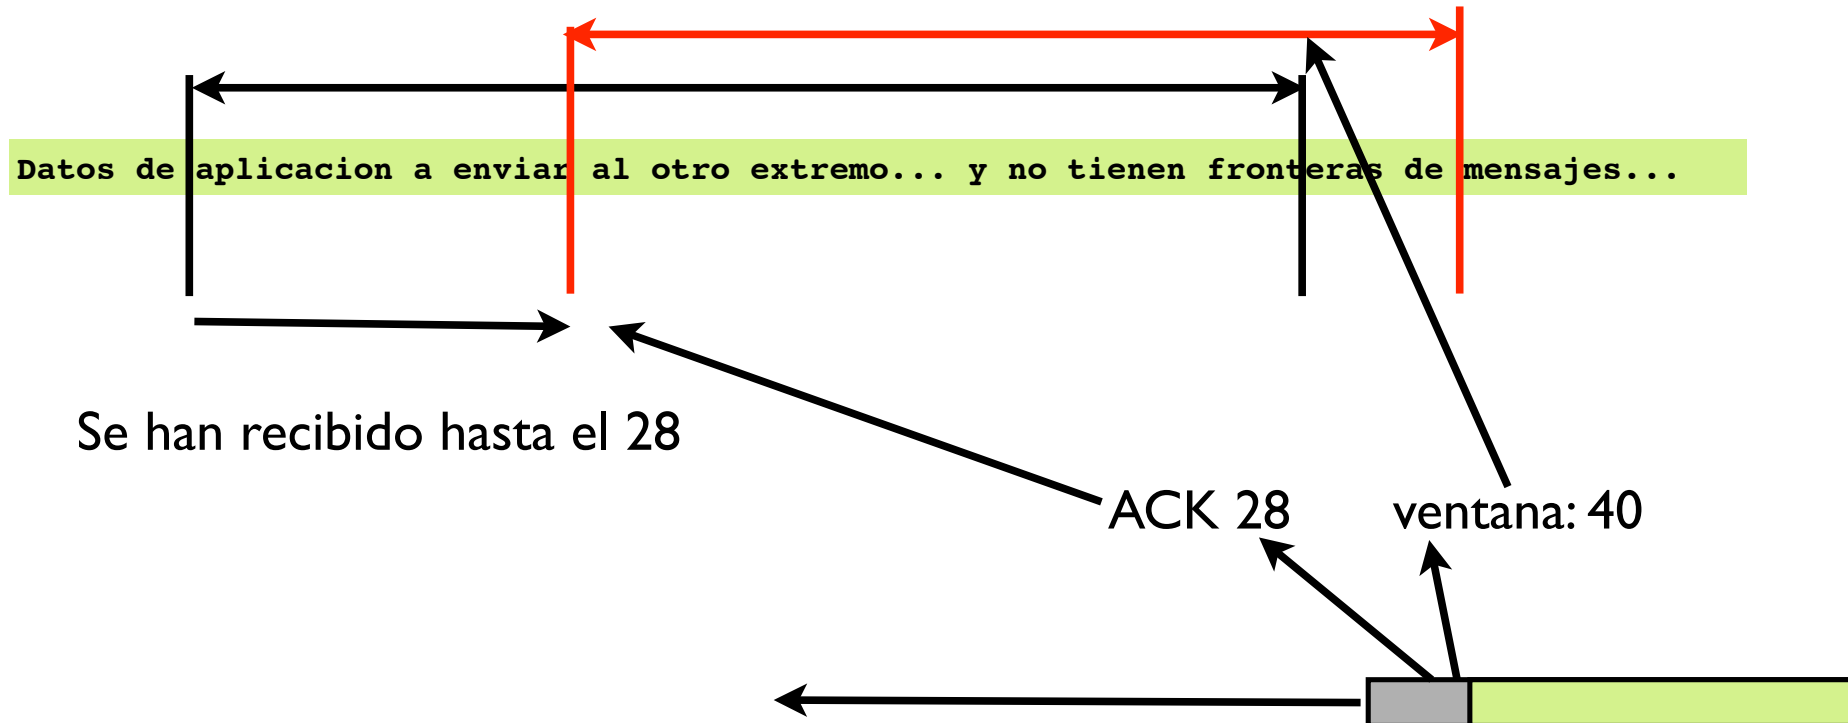 Datos de aplicacion a enviar al otro extremo... y no tienen fronteras de mensajes...
Se han recibido hasta el 28
ACK 28 ventana: 40